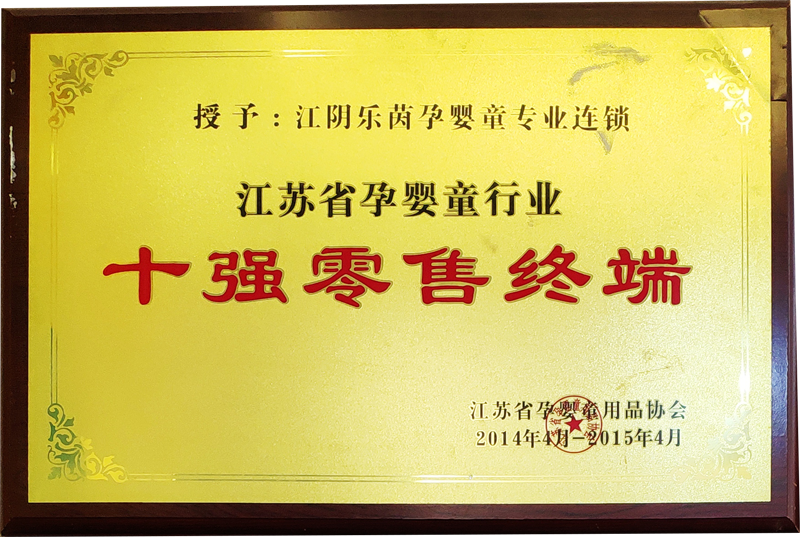 授予：江阴乐茵孕婴童专业连锁
江苏省孕婴童行业
十强零售终端
江苏省孕婴童用品协会
2014年4月-2015年4月